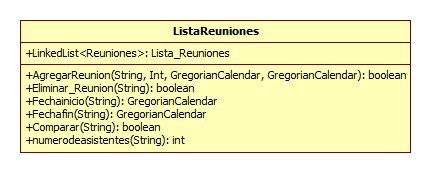 ListaReuniones
+LinkedList<Reuniones>: Lista_Reuniones
+AgregarReunion(String, Int, GregorianCalendar, GregorianCalendar): boolean
+Eliminar_Reunion(String): boolean
+Fechainicio(String): GregorianCalendar
+Fechafin(String): GregorianCalendar
+Comparar(String): boolean
+numerodeasistentes(String): int